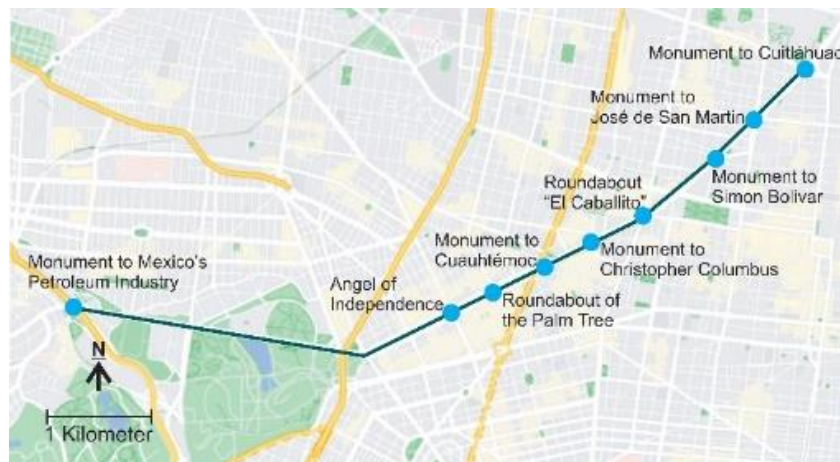 Monument to Cuitláhuac
Monument to
José de San Martin
Monument to
Simon Bolivar
Roundabout
“El Caballito”
Monument to
Christopher Columbus
Monument to
Cuauhtémoc
Roundabout of
the Palm Tree
Angel of
Independence
Monument to Mexico's
Petroleum Industry
N
1 Kilometer